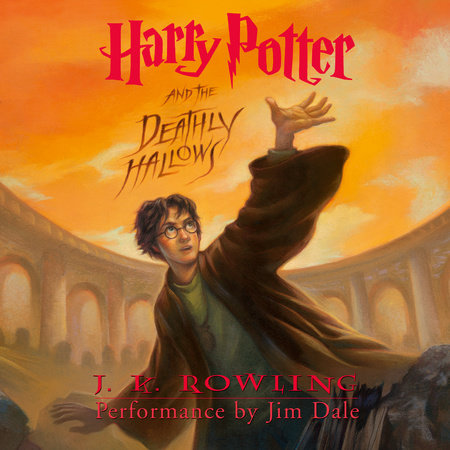 Harry Potter
AND THE
DEATHLY
HALLOWS
J. K. ROWLING
Performance by Jim Dale